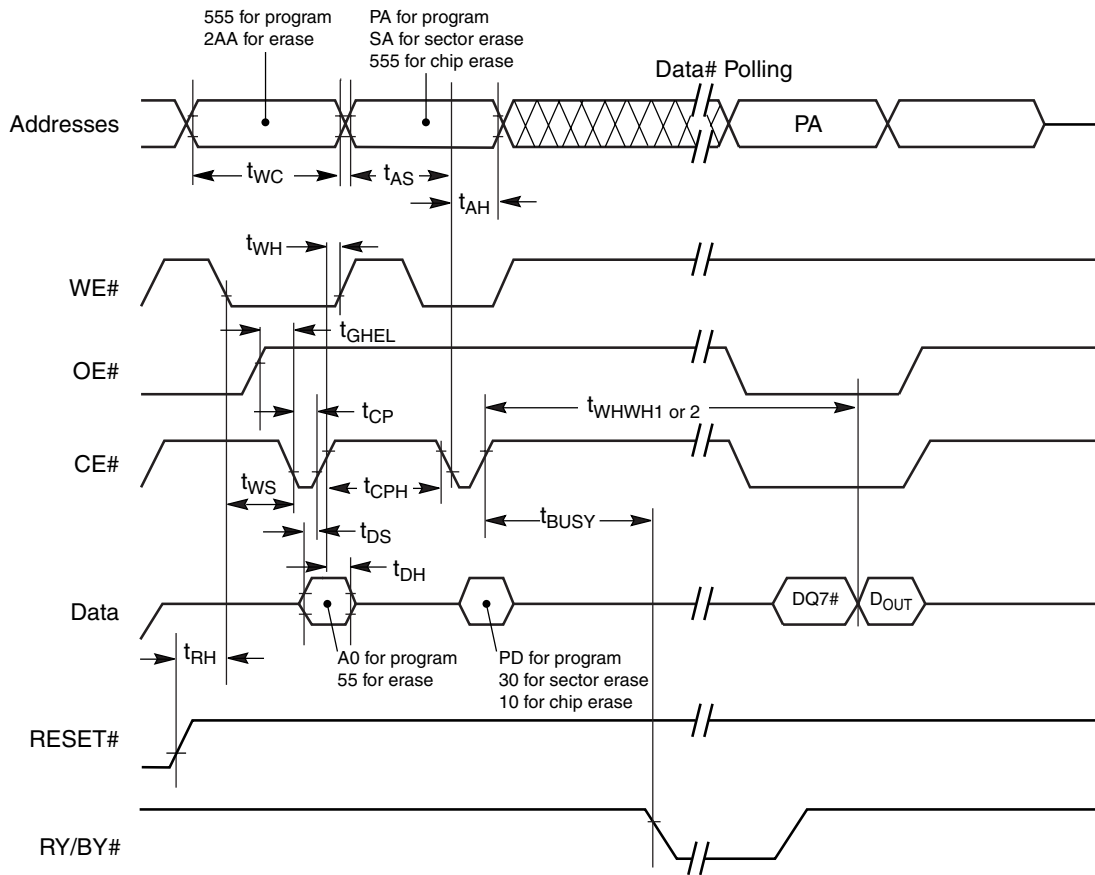 555 for program
2AA for erase
PA for program
SA for sector erase
555 for chip erase
Data# Polling
Addresses
PA
tWC
tAS
tAH
tWH
WE#
tGHEL
OE#
tCP
tWHWH1 or 2
CE#
tWS
tCPH
tBUSY
tDS
tDH
Data
DQ7#
DOUT
tRH
A0 for program
55 for erase
PD for program
30 for sector erase
10 for chip erase
RESET#
RY/BY#